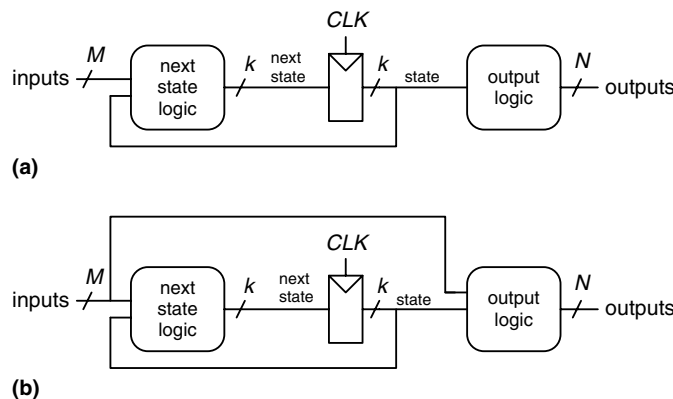 CLK
inputs M next state logic k next state k state output logic N outputs
(a)
CLK
inputs M next state logic k next state k state output logic N outputs
(b)